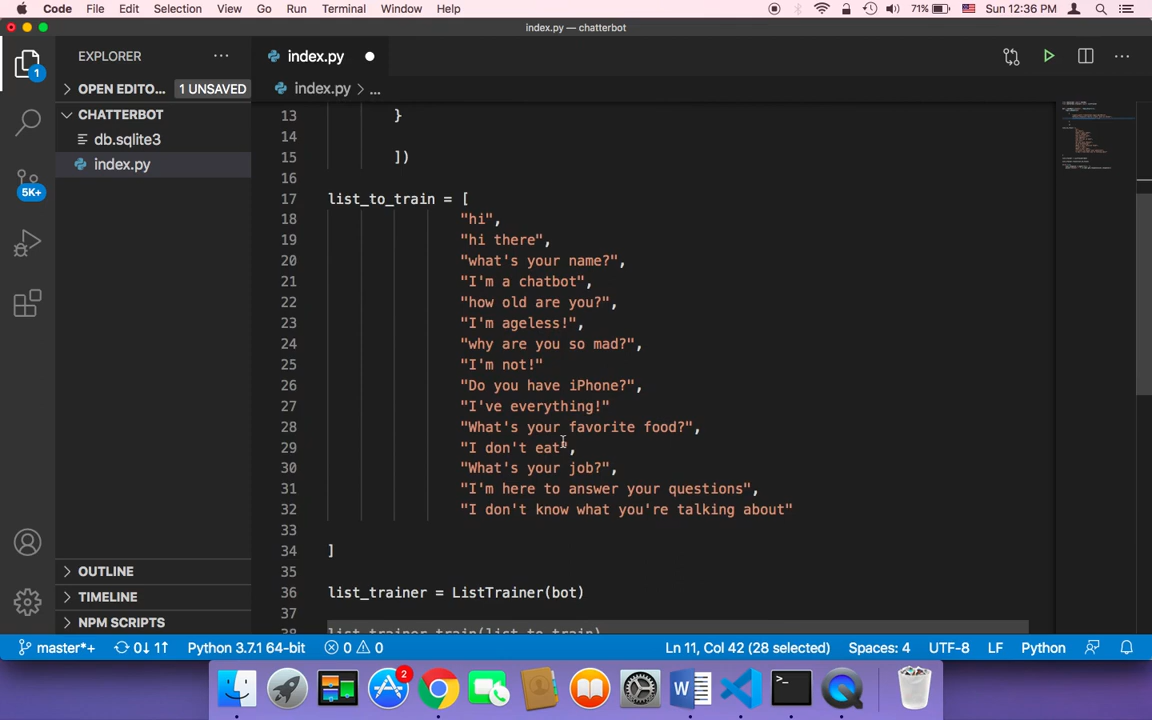 Code File Edit Selection View Go Run Terminal Window Help 71% Sun 12:36 PM
index.py — chatterbot
EXPLORER
index.py
OPEN EDITO... 1 UNSAVED
index.py > ...
CHATTERBOT
db.sqlite3
index.py
1
5K+
13 }
14
15 ])
16
17 list_to_train = [
18 "hi",
19 "hi there",
20 "what's your name?",
21 "I'm a chatbot",
22 "how old are you?",
23 "I'm ageless!",
24 "why are you so mad?",
25 "I'm not!"
26 "Do you have iPhone?",
27 "I've everything!"
28 "What's your favorite food?",
29 "I don't eat",
30 "What's your job?",
31 "I'm here to answer your questions",
32 "I don't know what you're talking about"
33
34 ]
35
36 list_trainer = ListTrainer(bot)
37
38 list_trainer.train(list_to_train)
OUTLINE
TIMELINE
NPM SCRIPTS
master*+ 0↓ 1↑ Python 3.7.1 64-bit 0 0 Ln 11, Col 42 (28 selected) Spaces: 4 UTF-8 LF Python
2